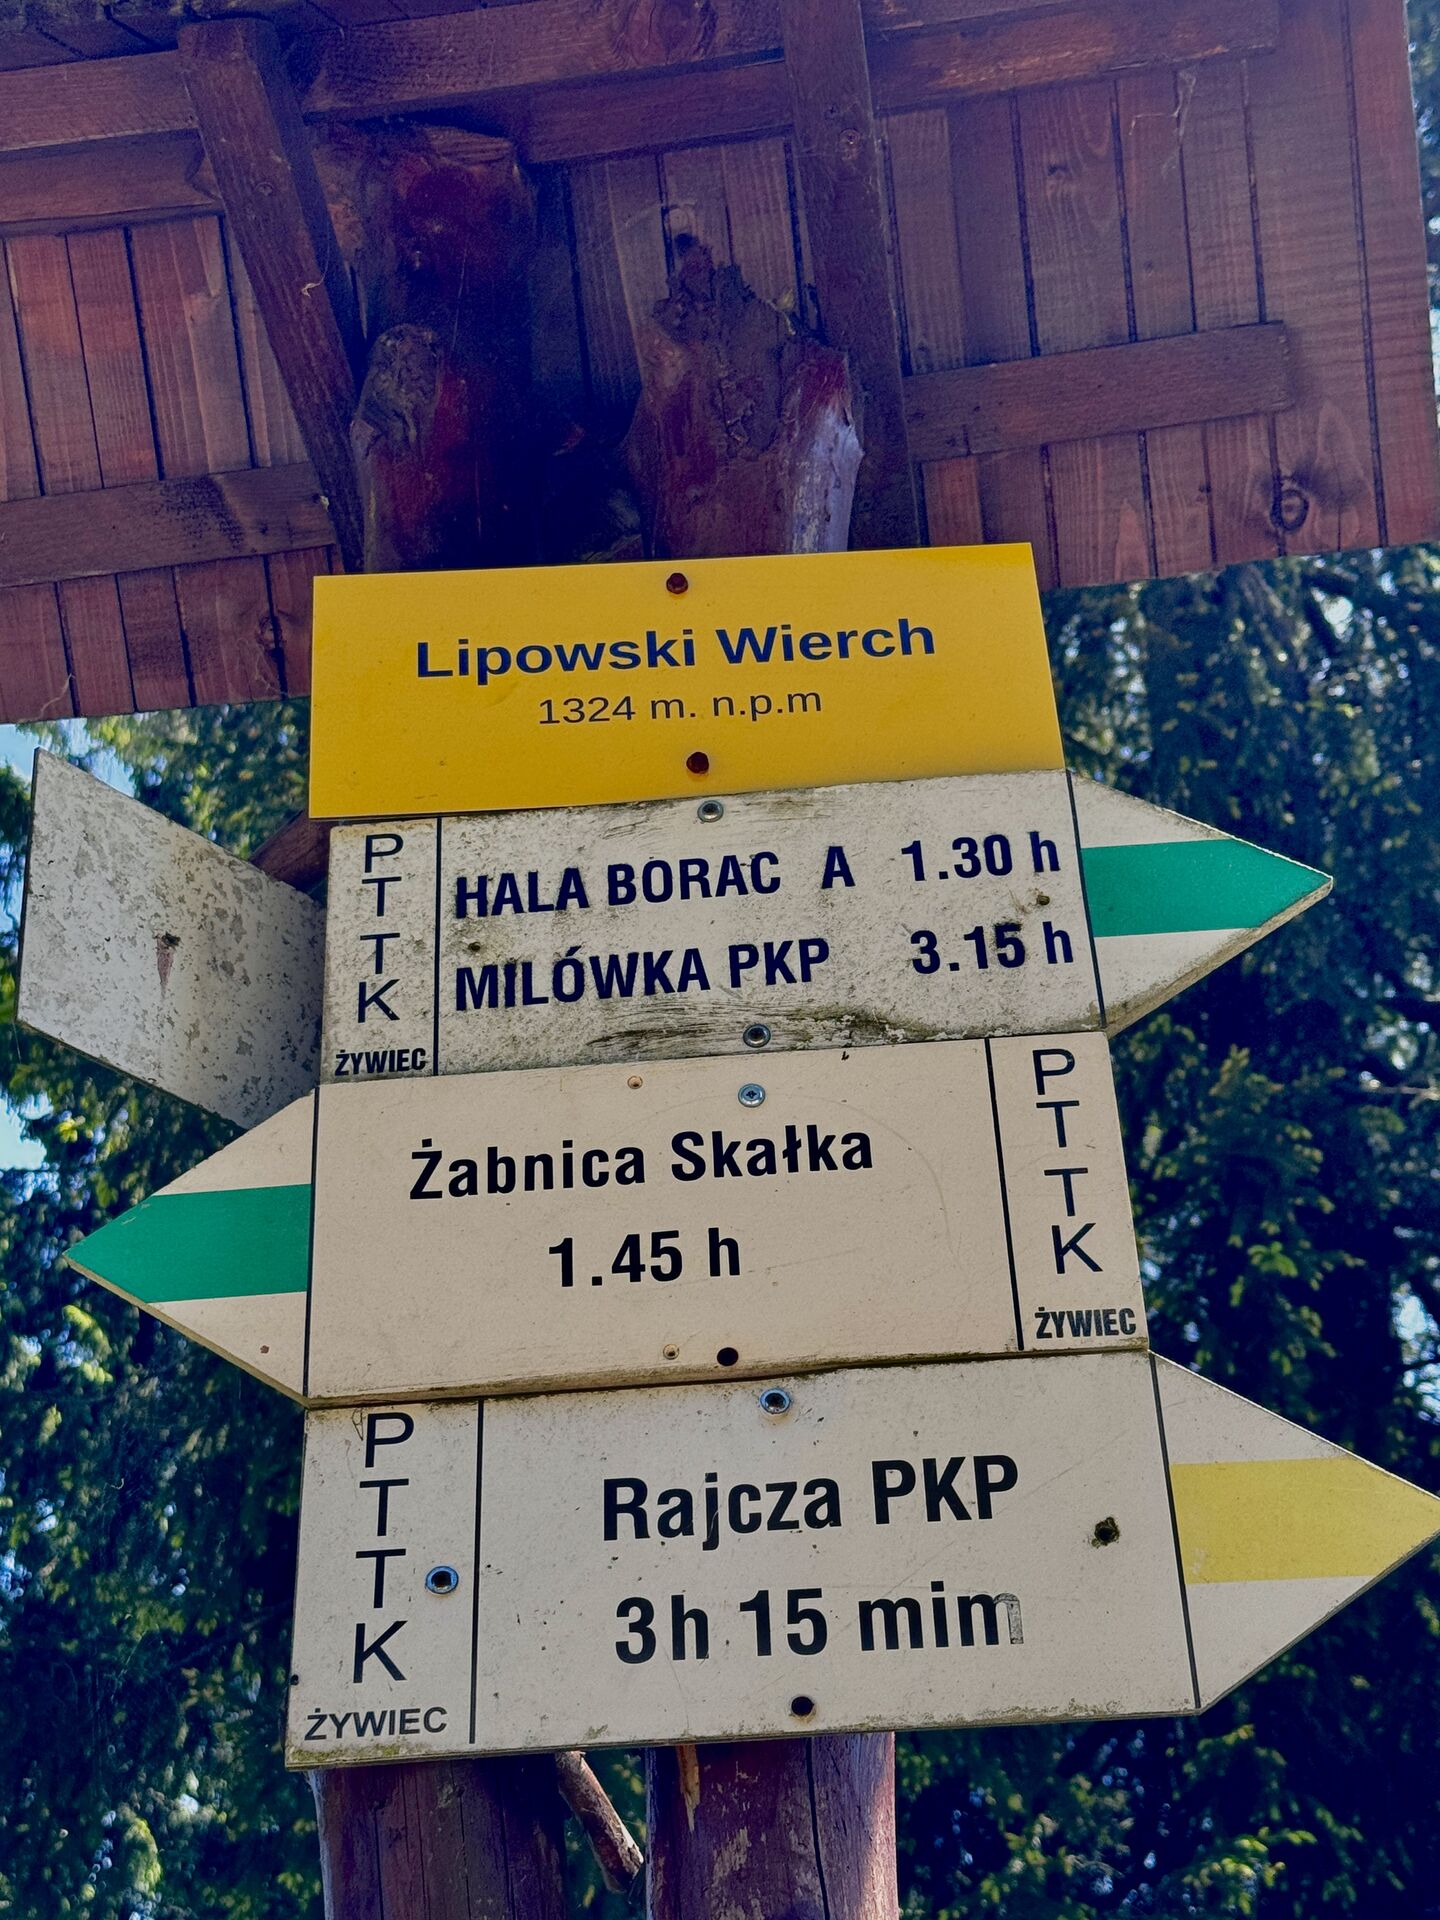 Lipowski Wierch
1324 m. n.p.m
PTTK
ŻYWIEC
HALA BORAC A 1.30 h
MILÓWKA PKP 3.15 h
Żabnica Skałka
1.45 h
PTTK
ŻYWIEC
PTTK
ŻYWIEC
Rajcza PKP
3h 15 min